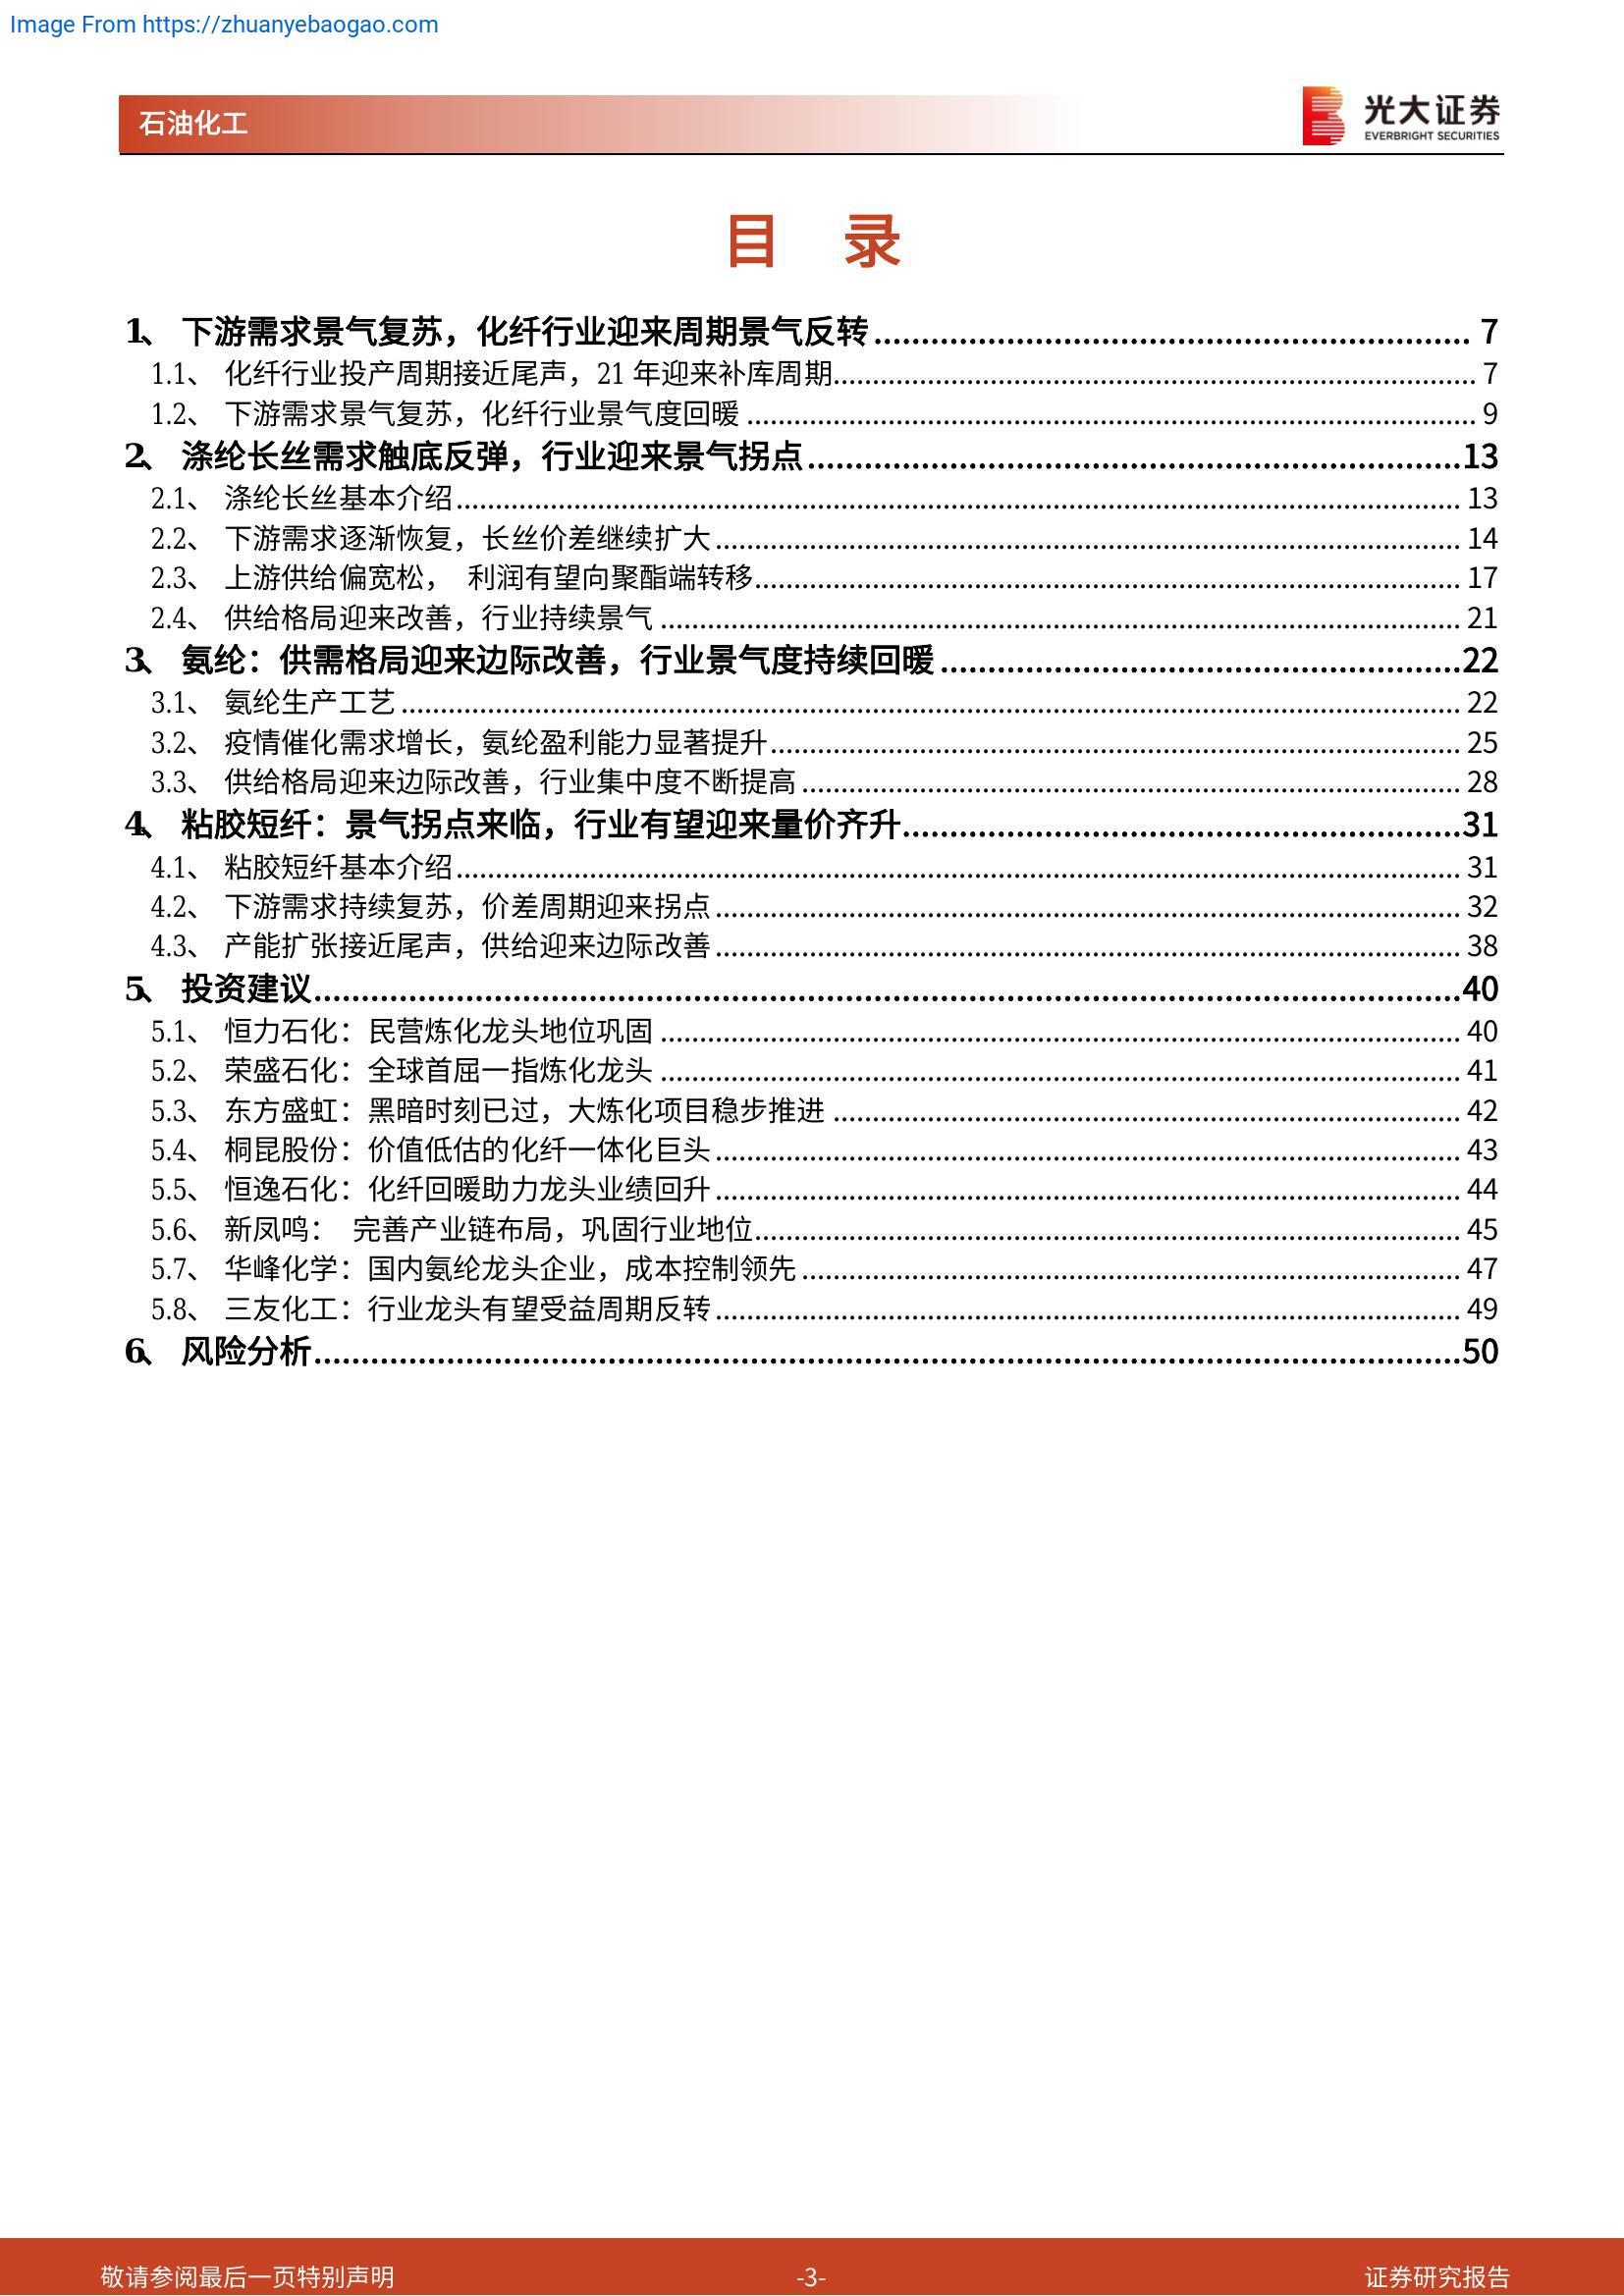 Image From https://zhuanyebaogao.com
石油化工
光大证券
EVERBRIGHT SECURITIES
目 录
1、 下游需求景气复苏，化纤行业迎来周期景气反转 7
1.1、 化纤行业投产周期接近尾声，21 年迎来补库周期 7
1.2、 下游需求景气复苏，化纤行业景气度回暖 9
2、 涤纶长丝需求触底反弹，行业迎来景气拐点 13
2.1、 涤纶长丝基本介绍 13
2.2、 下游需求逐渐恢复，长丝价差继续扩大 14
2.3、 上游供给偏宽松， 利润有望向聚酯端转移 17
2.4、 供给格局迎来改善，行业持续景气 21
3、 氨纶：供需格局迎来边际改善，行业景气度持续回暖 22
3.1、 氨纶生产工艺 22
3.2、 疫情催化需求增长，氨纶盈利能力显著提升 25
3.3、 供给格局迎来边际改善，行业集中度不断提高 28
4、 粘胶短纤：景气拐点来临，行业有望迎来量价齐升 31
4.1、 粘胶短纤基本介绍 31
4.2、 下游需求持续复苏，价差周期迎来拐点 32
4.3、 产能扩张接近尾声，供给迎来边际改善 38
5、 投资建议 40
5.1、 恒力石化：民营炼化龙头地位巩固 40
5.2、 荣盛石化：全球首屈一指炼化龙头 41
5.3、 东方盛虹：黑暗时刻已过，大炼化项目稳步推进 42
5.4、 桐昆股份：价值低估的化纤一体化巨头 43
5.5、 恒逸石化：化纤回暖助力龙头业绩回升 44
5.6、 新凤鸣： 完善产业链布局，巩固行业地位 45
5.7、 华峰化学：国内氨纶龙头企业，成本控制领先 47
5.8、 三友化工：行业龙头有望受益周期反转 49
6、 风险分析 50
敬请参阅最后一页特别声明 -3- 证券研究报告